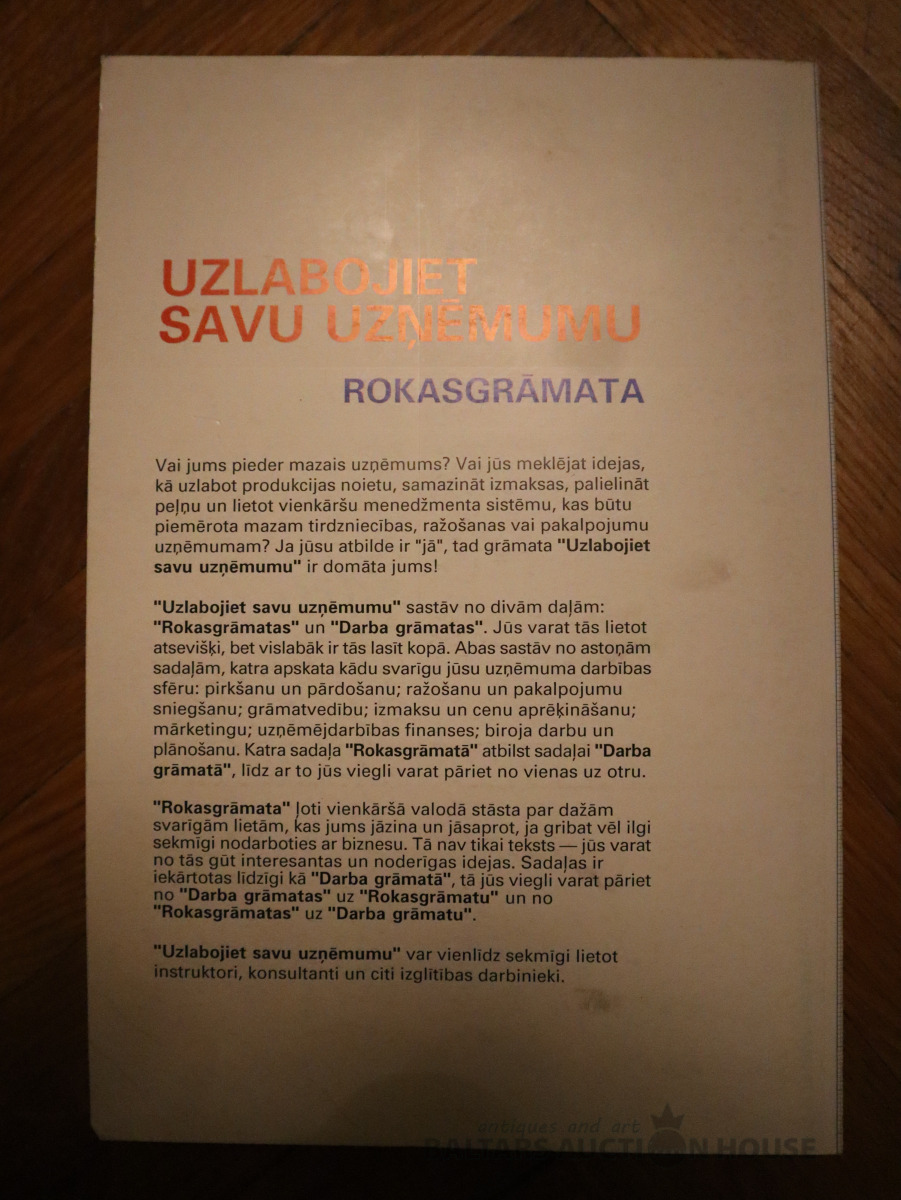 UZLABOJIET
SAVU UZŅĒMUMU
ROKASGRĀMATA
Vai jums pieder mazais uzņēmums? Vai jūs meklējat idejas,
kā uzlabot produkcijas noietu, samazināt izmaksas, palielināt
peļņu un lietot vienkāršu menedžmenta sistēmu, kas būtu
piemērota mazam tirdzniecības, ražošanas vai pakalpojumu
uzņēmumam? Ja jūsu atbilde ir "jā", tad grāmata "Uzlabojiet
savu uzņēmumu" ir domāta jums!
"Uzlabojiet savu uzņēmumu" sastāv no divām daļām:
"Rokasgrāmatas" un "Darba grāmatas". Jūs varat tās lietot
atsevišķi, bet vislabāk ir tās lasīt kopā. Abas sastāv no astoņām
sadaļām, katra apskata kādu svarīgu jūsu uzņēmuma darbības
sfēru: pirkšanu un pārdošanu; ražošanu un pakalpojumu
sniegšanu; grāmatvedību; izmaksu un cenu aprēķināšanu;
mārketingu; uzņēmējdarbības finanses; biroja darbu un
plānošanu. Katra sadaļa "Rokasgrāmatā" atbilst sadaļai "Darba
grāmatā", līdz ar to jūs viegli varat pāriet no vienas uz otru.
"Rokasgrāmata" ļoti vienkāršā valodā stāsta par dažām
svarīgām lietām, kas jums jāzina un jāsaprot, ja gribat vēl ilgi
sekmīgi nodarboties ar biznesu. Tā nav tikai teksts — jūs varat
no tās gūt interesantas un noderīgas idejas. Sadaļas ir
iekārtotas līdzīgi kā "Darba grāmatā", tā jūs viegli varat pāriet
no "Darba grāmatas" uz "Rokasgrāmatu" un no
"Rokasgrāmatas" uz "Darba grāmatu".
"Uzlabojiet savu uzņēmumu" var vienlīdz sekmīgi lietot
instruktori, konsultanti un citi izglītības darbinieki.
antiques and art
BALTARS AUCTION HOUSE